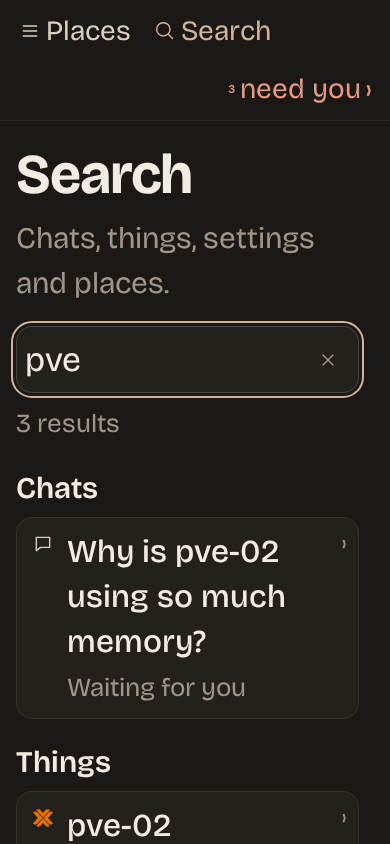 Places
Search
3 need you
Search
Chats, things, settings
and places.
pve
3 results
Chats
Why is pve-02
using so much
memory?
Waiting for you
Things
pve-02